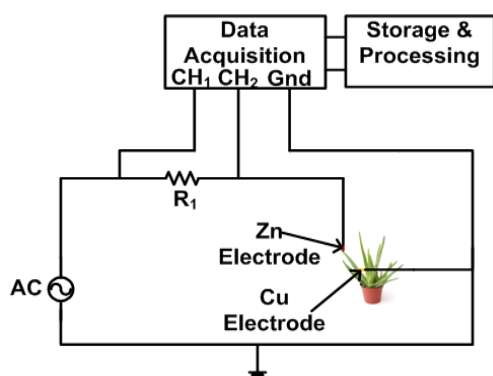 Data
Acquisition
CH₁ CH₂ Gnd
Storage &
Processing
R₁
Zn
Electrode
AC
Cu
Electrode